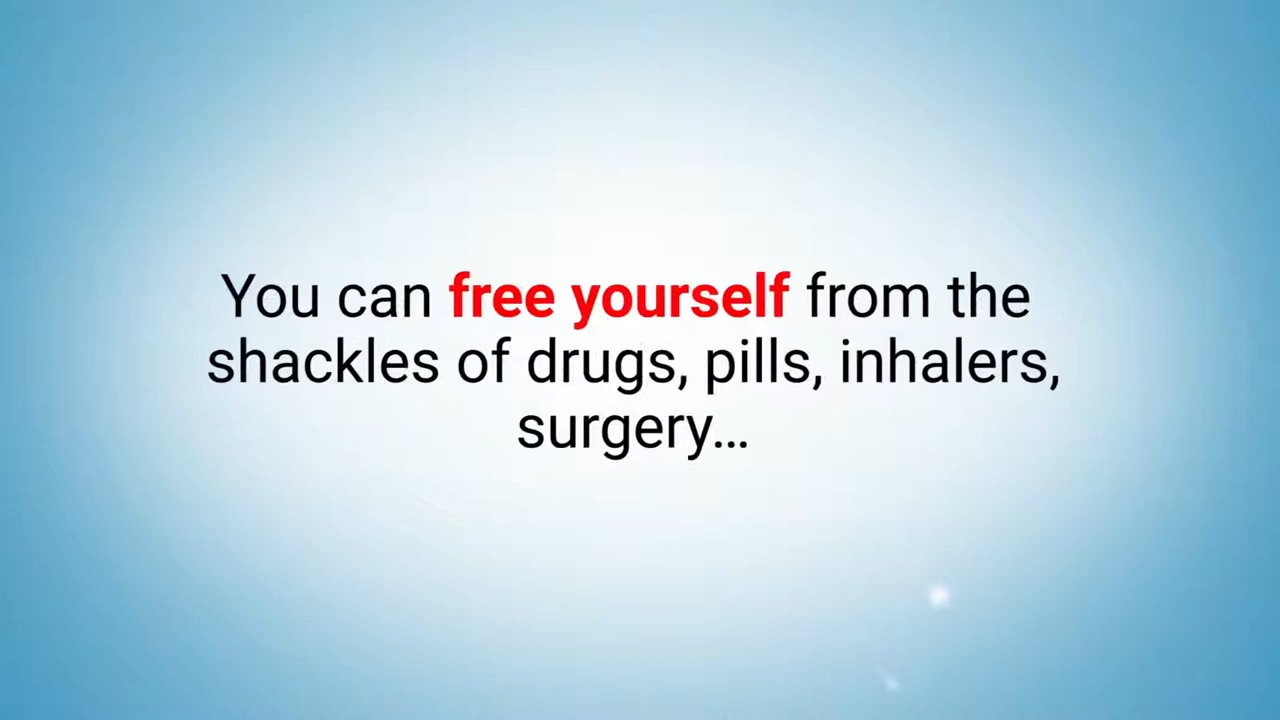 You can free yourself from the
shackles of drugs, pills, inhalers,
surgery...